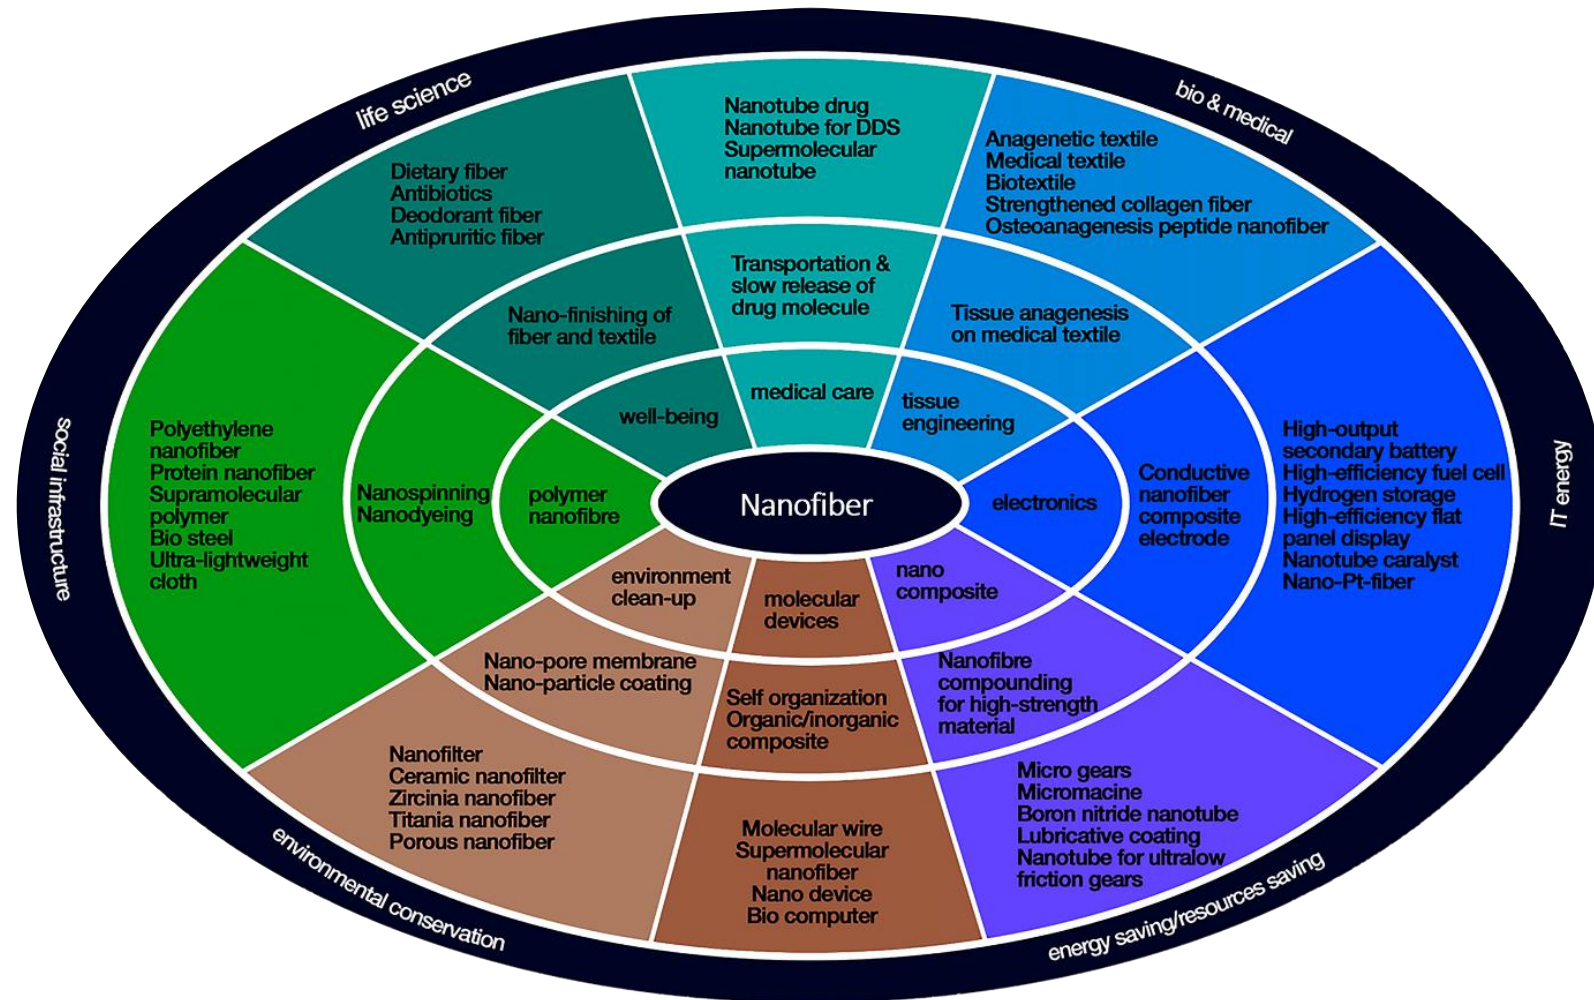 life science
bio & medical
Nanotube drug
Nanotube for DDS
Supermolecular
nanotube
Anagenetic textile
Medical textile
Biotextile
Strengthened collagen fiber
Osteoanagenesis peptide nanofiber
Dietary fiber
Antibiotics
Deodorant fiber
Antipruritic fiber
Transportation &
slow release of
drug molecule
Nano-finishing of
fiber and textile
Tissue anagenesis
on medical textile
well-being
medical care
tissue
engineering
social infrastructure
Polyethylene
nanofiber
Protein nanofiber
Supramolecular
polymer
Bio steel
Ultra-lightweight
cloth
Nanospinning
Nanodyeing
polymer
nanofibre
Nanofiber
electronics
Conductive
nanofiber
composite
electrode
High-output
secondary battery
High-efficiency fuel cell
Hydrogen storage
High-efficiency flat
panel display
Nanotube caralyst
Nano-Pt-fiber
IT energy
environment
clean-up
molecular
devices
nano
composite
Nano-pore membrane
Nano-particle coating
Self organization
Organic/inorganic
composite
Nanofibre
compounding
for high-strength
material
Nanofilter
Ceramic nanofilter
Zircinia nanofiber
Titania nanofiber
Porous nanofiber
Molecular wire
Supermolecular
nanofiber
Nano device
Bio computer
Micro gears
Micromacine
Boron nitride nanotube
Lubricative coating
Nanotube for ultralow
friction gears
environmental conservation
energy saving/resources saving